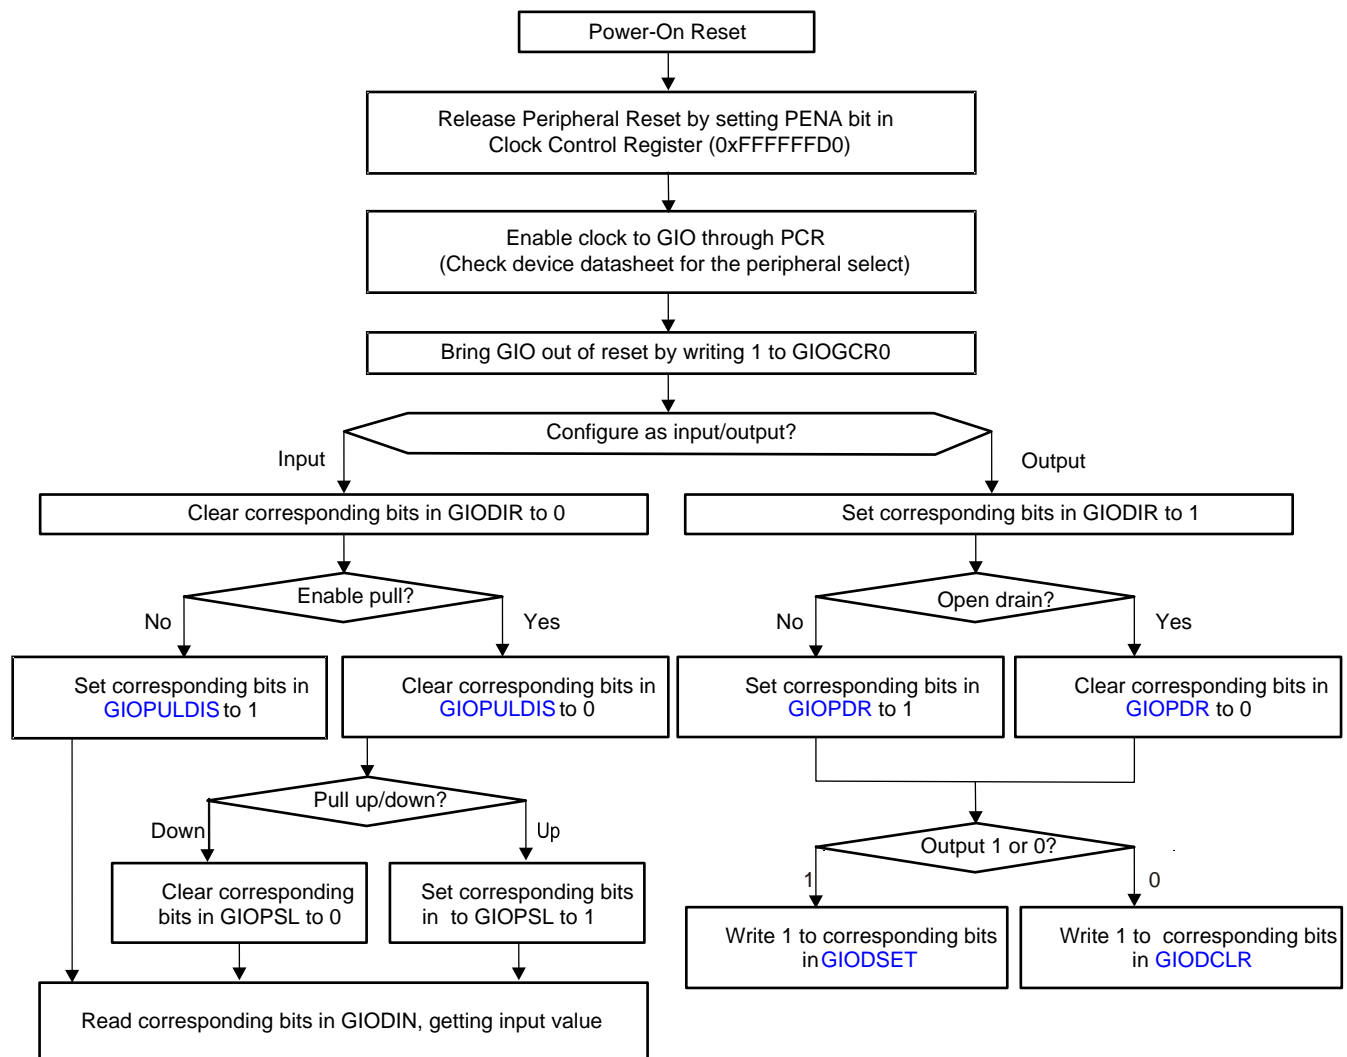 Power-On Reset
Release Peripheral Reset by setting PENA bit in
Clock Control Register (0xFFFFFFD0)
Enable clock to GIO through PCR
(Check device datasheet for the peripheral select)
Bring GIO out of reset by writing 1 to GIOGCR0
Configure as input/output?
Input
Output
Clear corresponding bits in GIODIR to 0
Set corresponding bits in GIODIR to 1
Enable pull?
Open drain?
No
Yes
No
Yes
Set corresponding bits in
GIOPULDIS to 1
Clear corresponding bits in
GIOPULDIS to 0
Set corresponding bits in
GIOPDR to 1
Clear corresponding bits in
GIOPDR to 0
Pull up/down?
Down
Up
Output 1 or 0?
1
0
Clear corresponding
bits in GIOPSL to 0
Set corresponding bits
in to GIOPSL to 1
Write 1 to corresponding bits
in GIODSET
Write 1 to corresponding bits
in GIODCLR
Read corresponding bits in GIODIN, getting input value